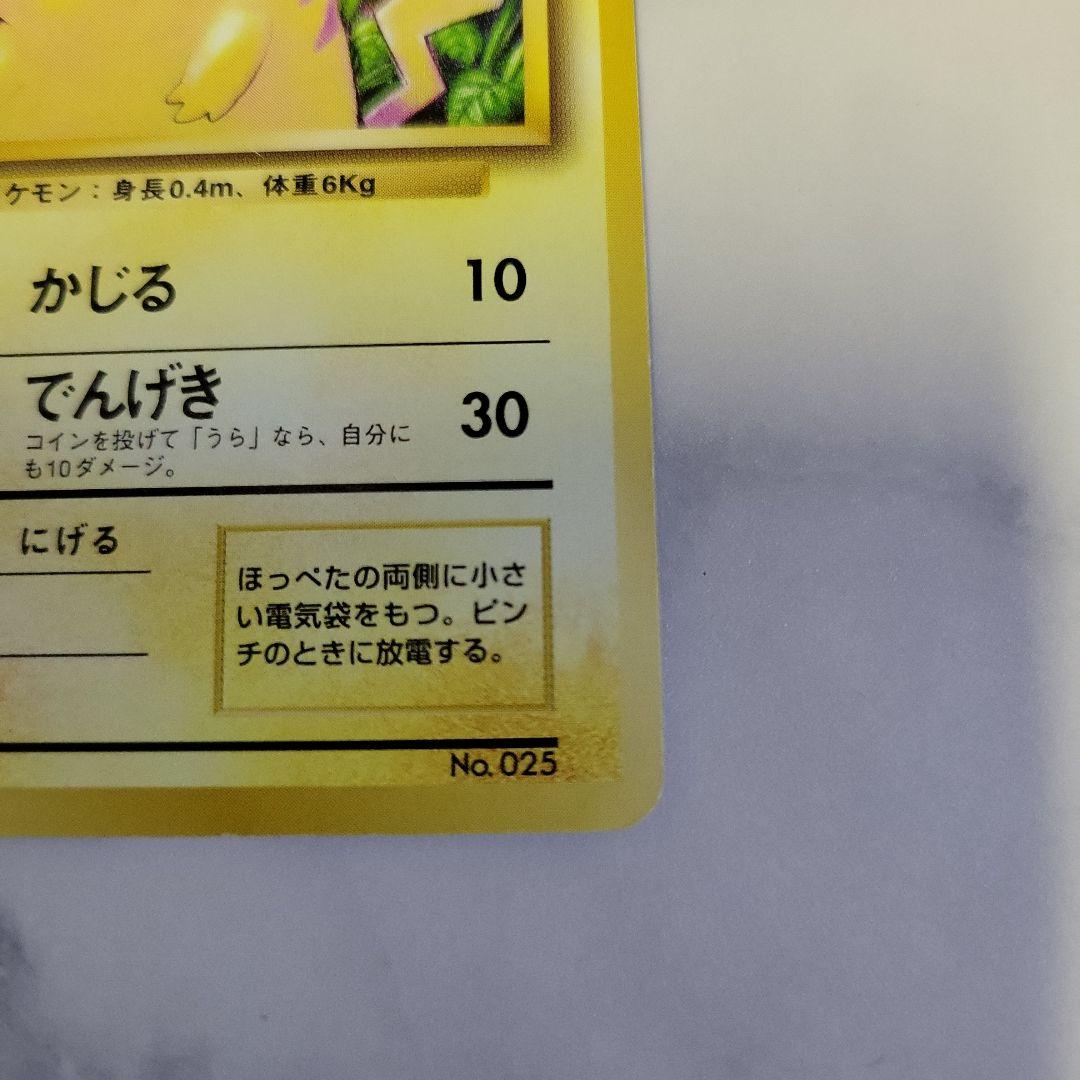 ケモン：身長0.4m、体重6Kg
かじる 10
でんげき 30
コインを投げて「うら」なら、自分に
も10ダメージ。
にげる
ほっぺたの両側に小さ
い電気袋をもつ。ピン
チのときに放電する。
No. 025